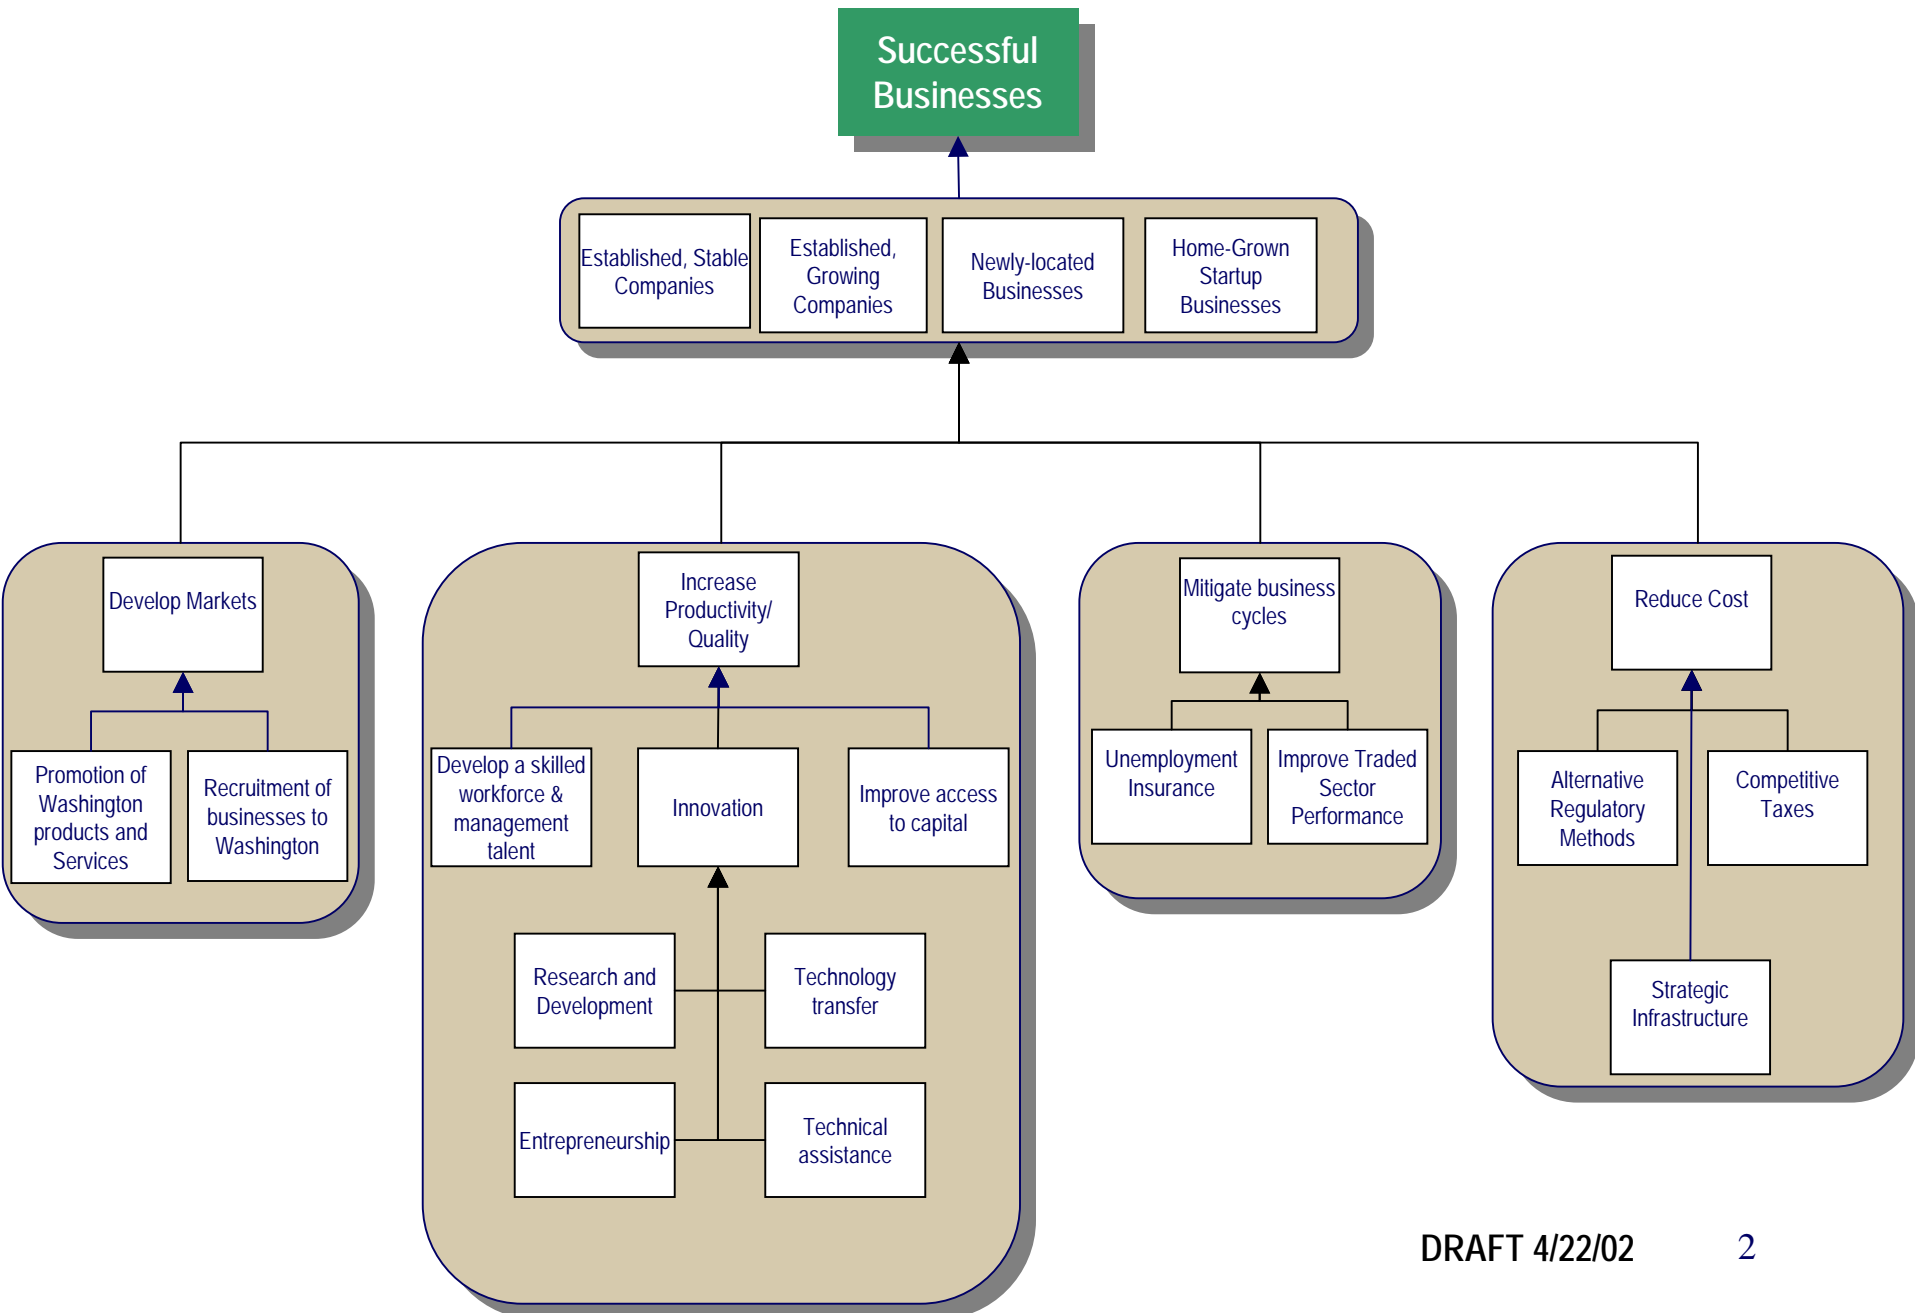 Successful
Businesses
Established, Stable
Companies
Established,
Growing
Companies
Newly-located
Businesses
Home-Grown
Startup
Businesses
Develop Markets
Promotion of
Washington
products and
Services
Recruitment of
businesses to
Washington
Increase
Productivity/
Quality
Develop a skilled
workforce &
management
talent
Innovation
Improve access
to capital
Research and
Development
Technology
transfer
Entrepreneurship
Technical
assistance
Mitigate business
cycles
Unemployment
Insurance
Improve Traded
Sector
Performance
Reduce Cost
Alternative
Regulatory
Methods
Competitive
Taxes
Strategic
Infrastructure
DRAFT 4/22/02 2